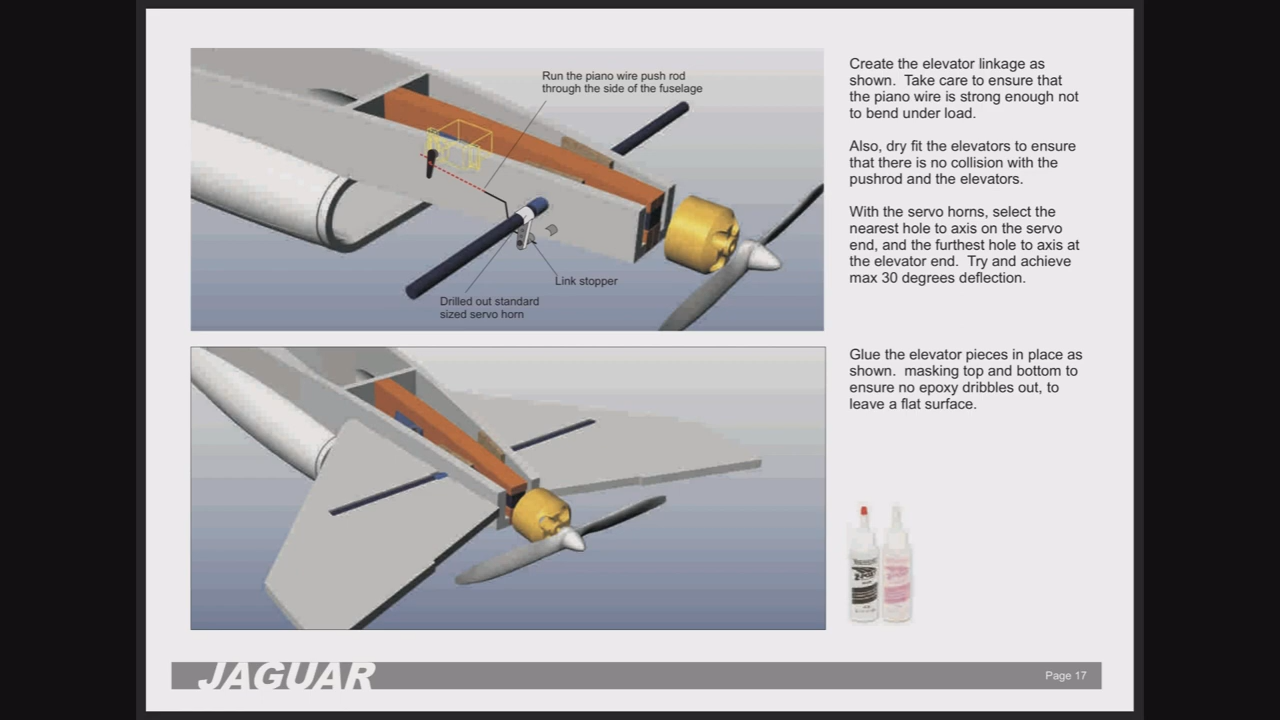 Run the piano wire push rod
through the side of the fuselage
Link stopper
Drilled out standard
sized servo horn
Create the elevator linkage as
shown.  Take care to ensure that
the piano wire is strong enough not
to bend under load.
Also, dry fit the elevators to ensure
that there is no collision with the
pushrod and the elevators.
With the servo horns, select the
nearest hole to axis on the servo
end, and the furthest hole to axis at
the elevator end.  Try and achieve
max 30 degrees deflection.
Glue the elevator pieces in place as
shown.  masking top and bottom to
ensure no epoxy dribbles out, to
leave a flat surface.
JAGUAR
Page 17